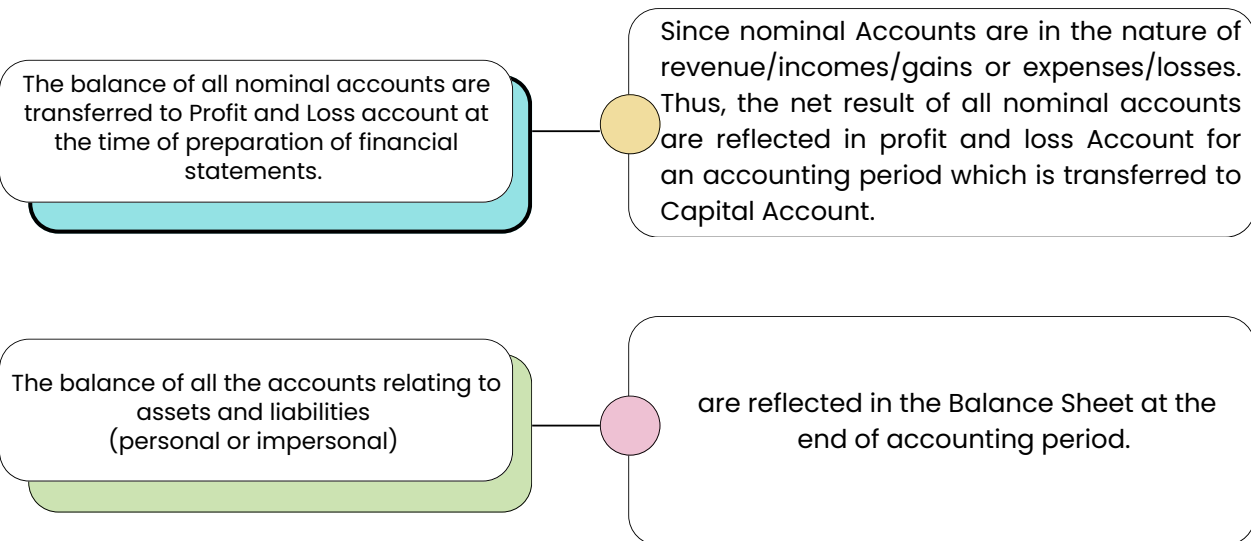 The balance of all nominal accounts are
transferred to Profit and Loss account at
the time of preparation of financial
statements.
Since nominal Accounts are in the nature of
revenue/incomes/gains or expenses/losses.
Thus, the net result of all nominal accounts
are reflected in profit and loss Account for
an accounting period which is transferred to
Capital Account.
The balance of all the accounts relating to
assets and liabilities
(personal or impersonal)
are reflected in the Balance Sheet at the
end of accounting period.